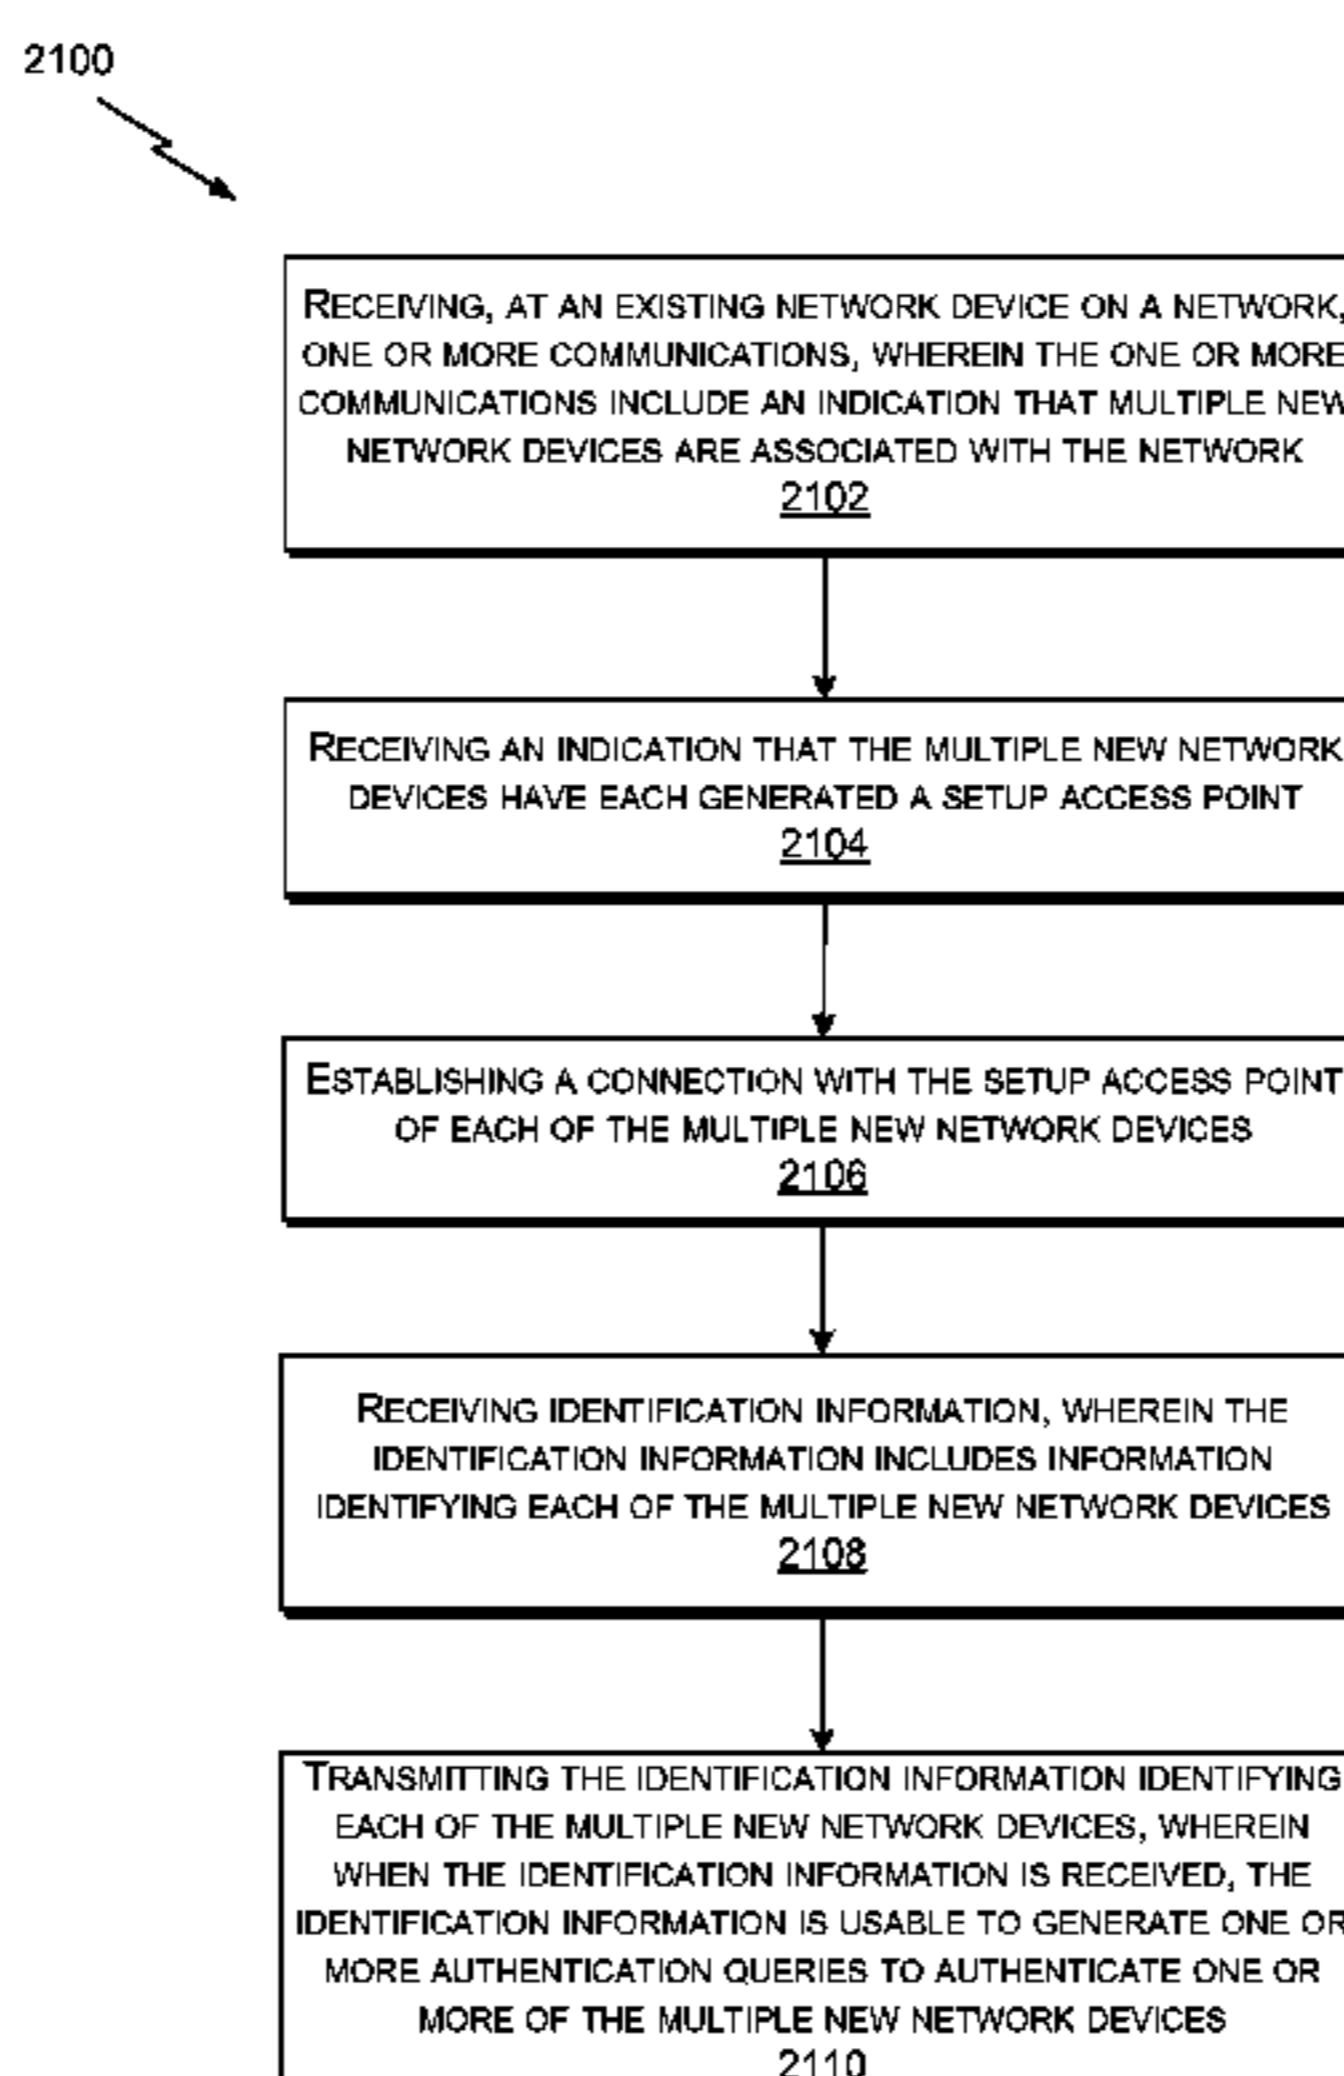 2100
RECEIVING, AT AN EXISTING NETWORK DEVICE ON A NETWORK,
ONE OR MORE COMMUNICATIONS, WHEREIN THE ONE OR MORE
COMMUNICATIONS INCLUDE AN INDICATION THAT MULTIPLE NEW
NETWORK DEVICES ARE ASSOCIATED WITH THE NETWORK
2102
RECEIVING AN INDICATION THAT THE MULTIPLE NEW NETWORK
DEVICES HAVE EACH GENERATED A SETUP ACCESS POINT
2104
ESTABLISHING A CONNECTION WITH THE SETUP ACCESS POINT
OF EACH OF THE MULTIPLE NEW NETWORK DEVICES
2106
RECEIVING IDENTIFICATION INFORMATION, WHEREIN THE
IDENTIFICATION INFORMATION INCLUDES INFORMATION
IDENTIFYING EACH OF THE MULTIPLE NEW NETWORK DEVICES
2108
TRANSMITTING THE IDENTIFICATION INFORMATION IDENTIFYING
EACH OF THE MULTIPLE NEW NETWORK DEVICES, WHEREIN
WHEN THE IDENTIFICATION INFORMATION IS RECEIVED, THE
IDENTIFICATION INFORMATION IS USABLE TO GENERATE ONE OR
MORE AUTHENTICATION QUERIES TO AUTHENTICATE ONE OR
MORE OF THE MULTIPLE NEW NETWORK DEVICES
2110